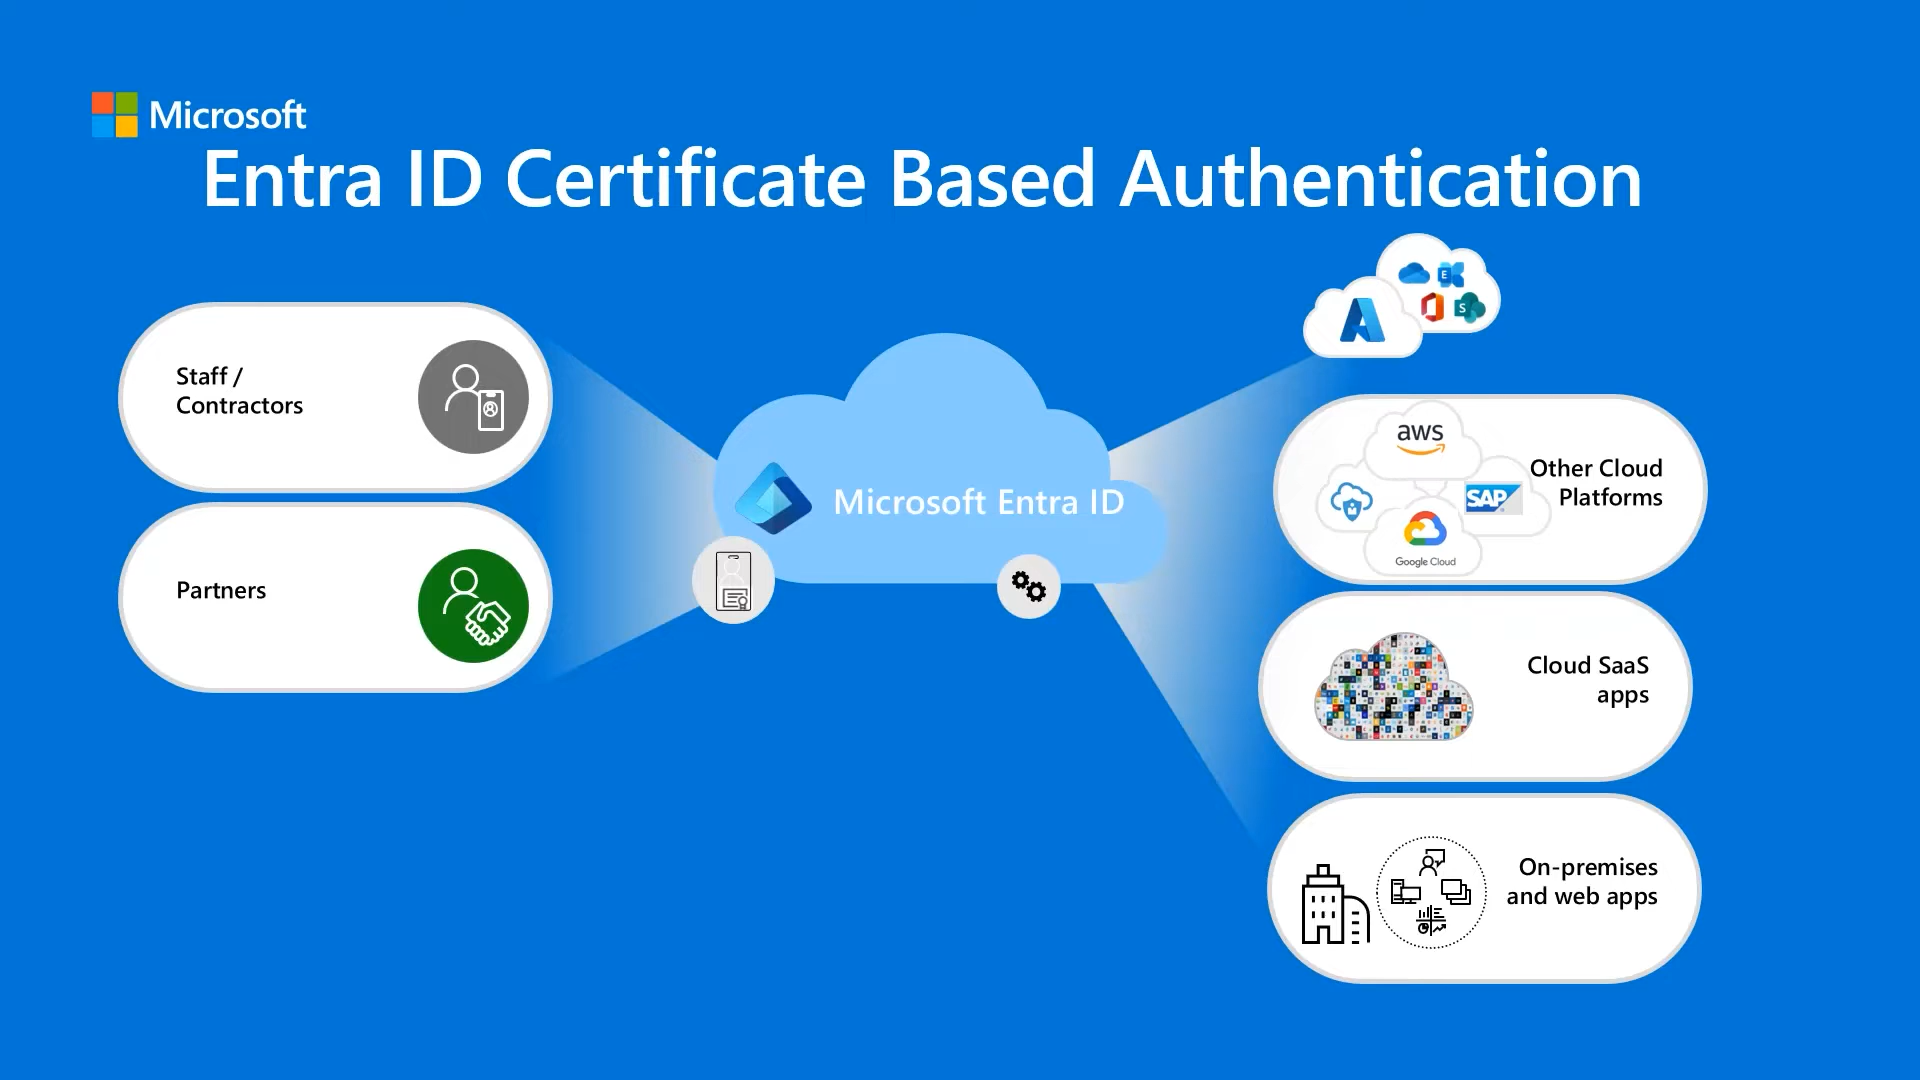 Microsoft
Entra ID Certificate Based Authentication
Staff /
Contractors
Partners
Microsoft Entra ID
E
S
aws
SAP
Google Cloud
Other Cloud
Platforms
Cloud SaaS
apps
On-premises
and web apps